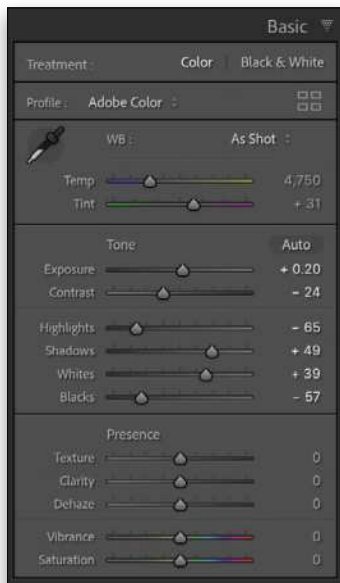 Basic
Treatment : Color | Black & White
Profile : Adobe Color
WB : As Shot
Temp 4,750
Tint + 31
Tone Auto
Exposure + 0.20
Contrast – 24
Highlights – 65
Shadows + 49
Whites + 39
Blacks – 57
Presence
Texture 0
Clarity 0
Dehaze 0
Vibrance 0
Saturation 0